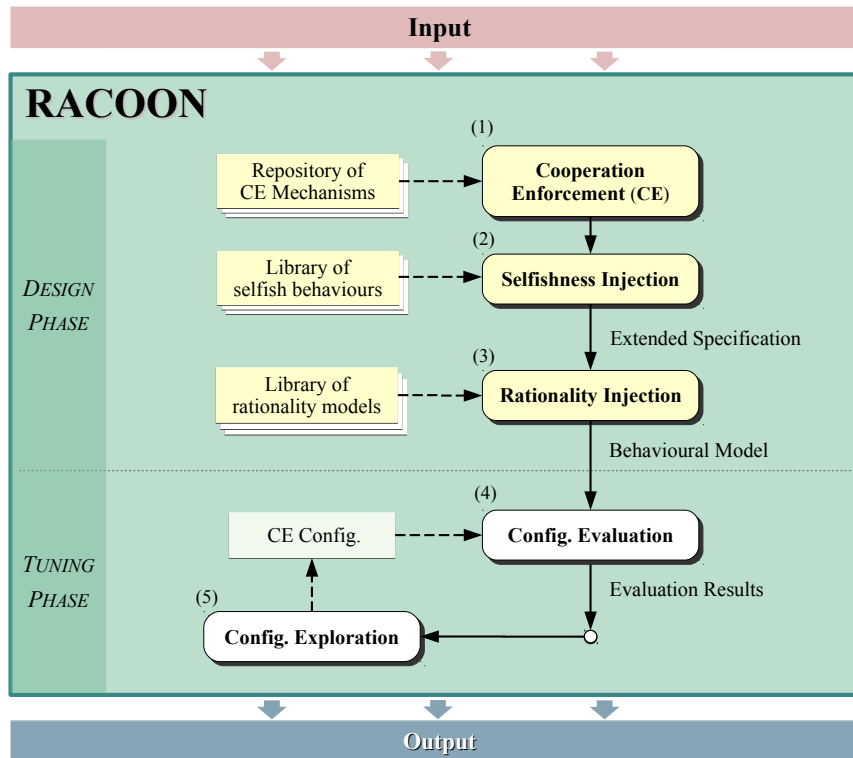 Input
RACOON
(1)
Repository of
CE Mechanisms
Cooperation
Enforcement (CE)
(2)
Library of
selfish behaviours
Selfishness Injection
DESIGN
PHASE
Extended Specification
(3)
Library of
rationality models
Rationality Injection
Behavioural Model
(4)
CE Config.
Config. Evaluation
TUNING
PHASE
Evaluation Results
(5)
Config. Exploration
Output